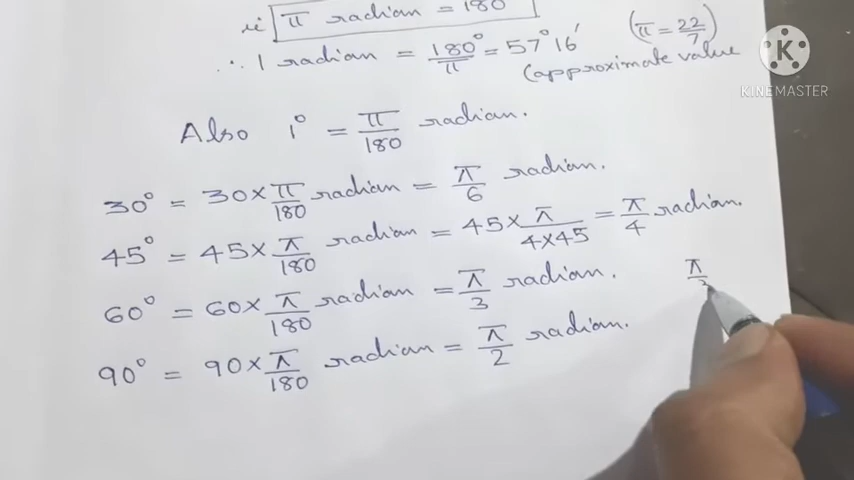 ie π radian = 180°
∴ 1 radian = 180°/π = 57°16′ (π = 22/7)
(approximate value
K
KINEMASTER
Also 1° = π/180 radian.
30° = 30 × π/180 radian = π/6 radian.
45° = 45 × π/180 radian = 45 × π/4×45 = π/4 radian.
60° = 60 × π/180 radian = π/3 radian.
π
90° = 90 × π/180 radian = π/2 radian.